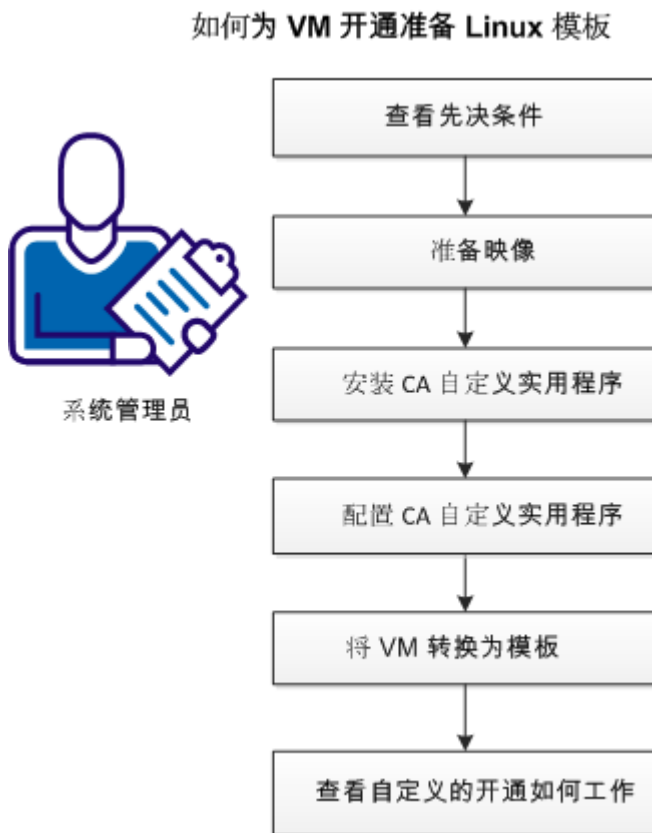 如何为 VM 开通准备 Linux 模板
查看先决条件
准备映像
安装 CA 自定义实用程序
系统管理员
配置 CA 自定义实用程序
将 VM 转换为模板
查看自定义的开通如何工作